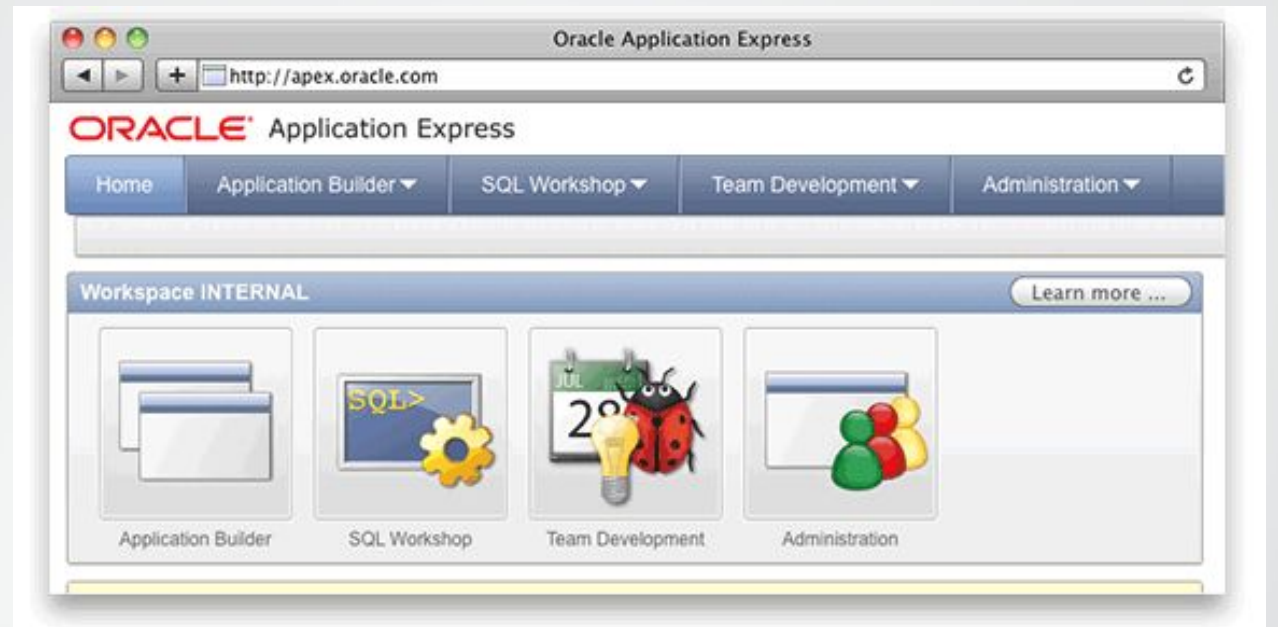 Oracle Application Express
http://apex.oracle.com
ORACLE Application Express
Home Application Builder SQL Workshop Team Development Administration
Workspace INTERNAL Learn more ...
SQL>
JUL
28
Application Builder SQL Workshop Team Development Administration